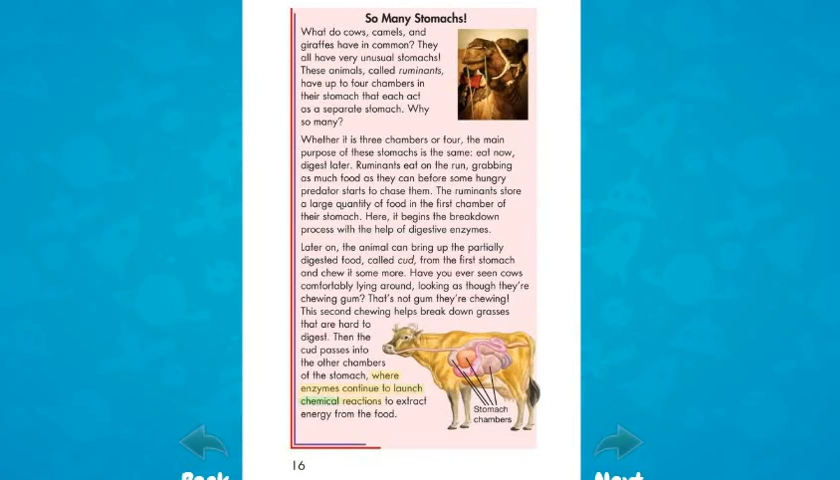 So Many Stomachs!
What do cows, camels, and
giraffes have in common? They
all have very unusual stomachs!
These animals, called ruminants,
have up to four chambers in
their stomach that each act
as a separate stomach. Why
so many?
Whether it is three chambers or four, the main
purpose of these stomachs is the same: eat now,
digest later. Ruminants eat on the run, grabbing
as much food as they can before some hungry
predator starts to chase them. The ruminants store
a large quantity of food in the first chamber of
their stomach. Here, it begins the breakdown
process with the help of digestive enzymes.
Later on, the animal can bring up the partially
digested food, called cud, from the first stomach
and chew it some more. Have you ever seen cows
comfortably lying around, looking as though they're
chewing gum? That's not gum they're chewing!
This second chewing helps break down grasses
that are hard to
digest. Then the
cud passes into
the other chambers
of the stomach, where
enzymes continue to launch
chemical reactions to extract
energy from the food.
Stomach
chambers
16
Back
Next